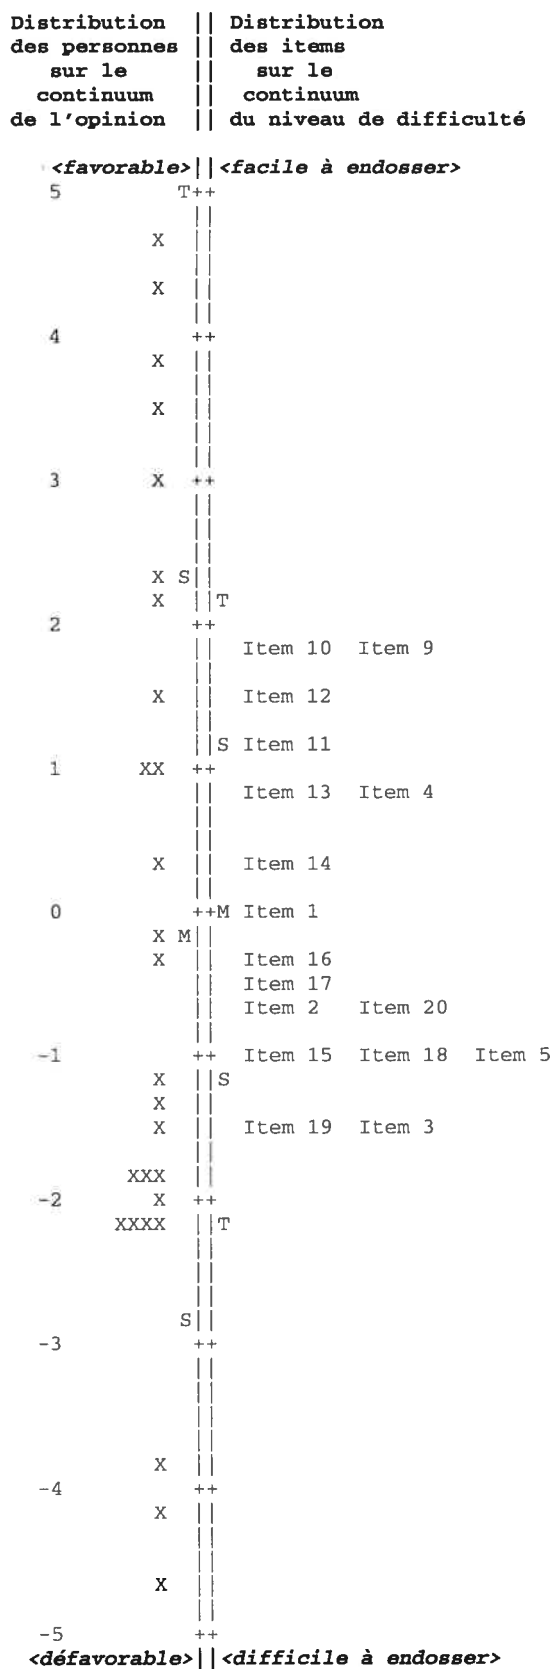 Distribution || Distribution
des personnes || des items
sur le || sur le
continuum || continuum
de l'opinion || du niveau de difficulté
<favorable>||<facile à endosser>
5 T++
X
X
4 ++
X
X
3 X ++
X S
X T
2 ++
Item 10 Item 9
X Item 12
S Item 11
1 XX ++
Item 13 Item 4
X Item 14
0 ++M Item 1
X M
X Item 16
Item 17
Item 2 Item 20
-1 ++ Item 15 Item 18 Item 5
X S
X
X Item 19 Item 3
XXX
-2 X ++
XXXX T
S
-3 ++
X
-4 ++
X
X
-5 ++
<défavorable>||<difficile à endosser>